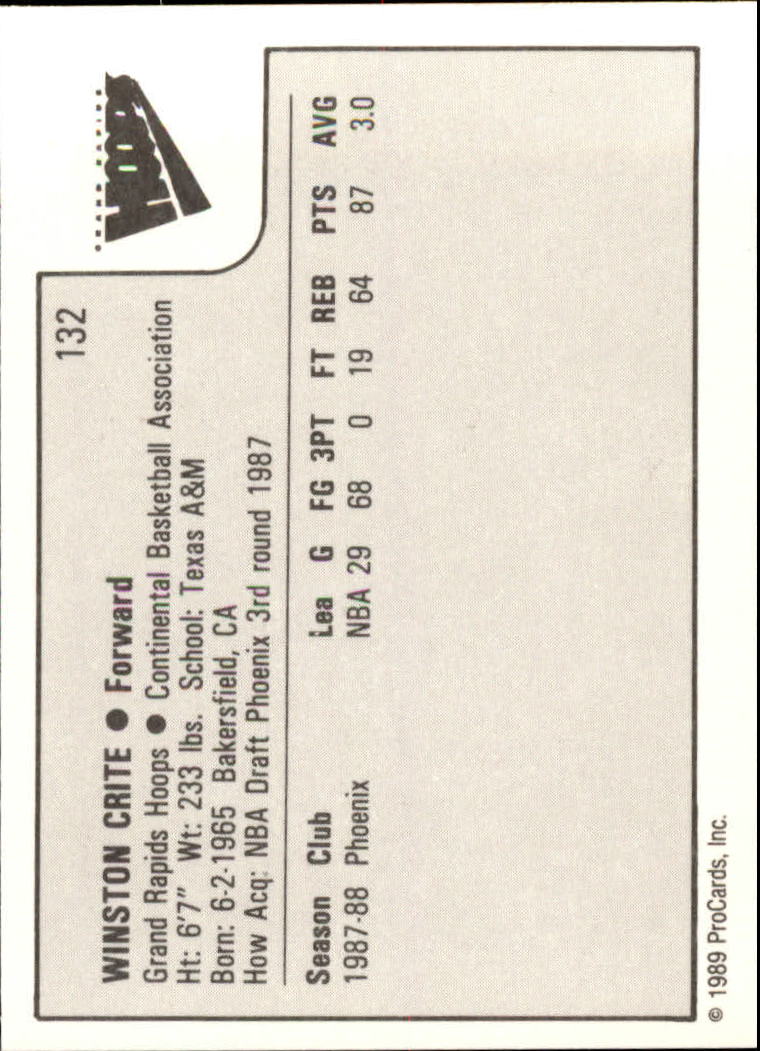 HOOPS
132
WINSTON CRITE ● Forward
Grand Rapids Hoops ● Continental Basketball Association
Ht: 6'7" Wt: 233 lbs. School: Texas A&M
Born: 6-2-1965 Bakersfield, CA
How Acq: NBA Draft Phoenix 3rd round 1987
Season Club Lea G FG 3PT FT REB PTS AVG
1987-88 Phoenix NBA 29 68 0 19 64 87 3.0
© 1989 ProCards, Inc.